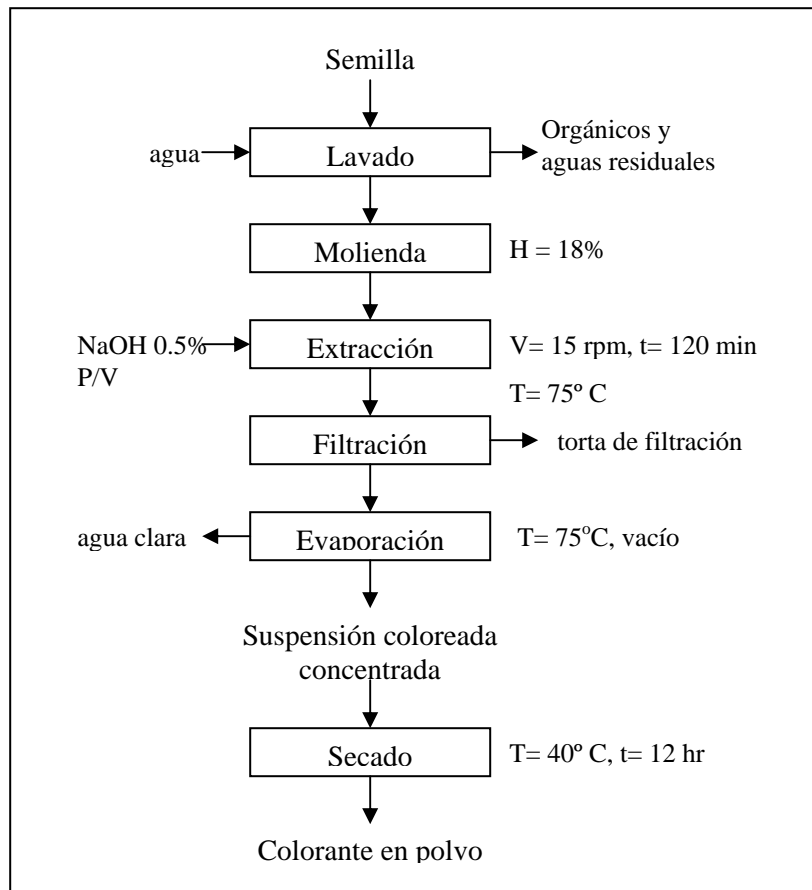 Semilla
agua
Lavado
Orgánicos y
aguas residuales
Molienda
H = 18%
NaOH 0.5%
P/V
Extracción
V= 15 rpm, t= 120 min
T= 75º C
Filtración
torta de filtración
agua clara
Evaporación
T= 75°C, vacío
Suspensión coloreada
concentrada
Secado
T= 40º C, t= 12 hr
Colorante en polvo